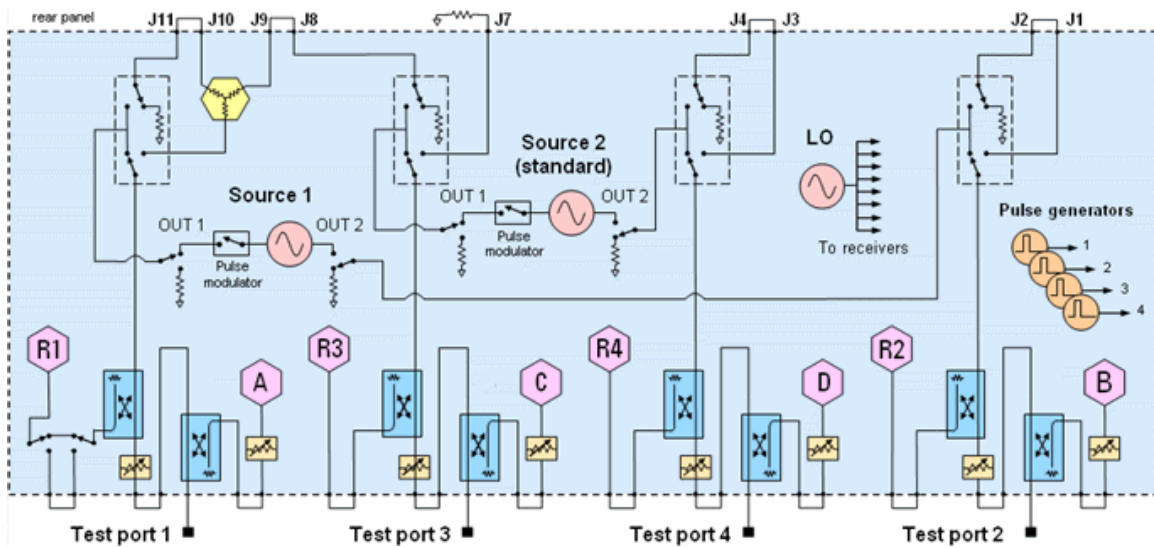 rear panel
J11 J10 J9 J8 J7 J4 J3 J2 J1
Source 1
OUT 1
OUT 2
Pulse
modulator
Source 2
(standard)
OUT 1
OUT 2
Pulse
modulator
LO
To receivers
Pulse generators
1
2
3
4
R1
A
R3
C
R4
D
R2
B
Test port 1
Test port 3
Test port 4
Test port 2